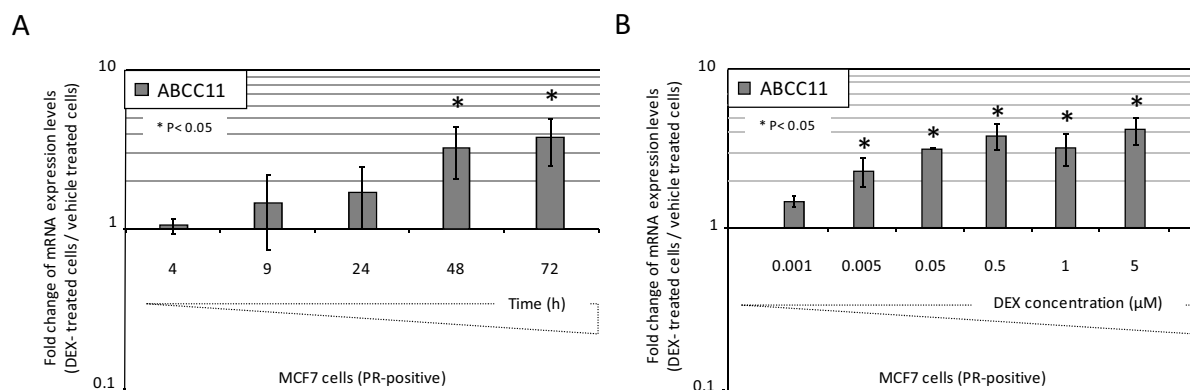 A
10
ABCC11
* P< 0.05
* *
1
4 9 24 48 72
Time (h)
0.1
MCF7 cells (PR-positive)
Fold change of mRNA expression levels
(DEX- treated cells / vehicle treated cells)
B
10
ABCC11
* P< 0.05
* * * * *
1
0.001 0.005 0.05 0.5 1 5
DEX concentration (µM)
0.1
MCF7 cells (PR-positive)
Fold change of mRNA expression levels
(DEX- treated cells / vehicle treated cells)